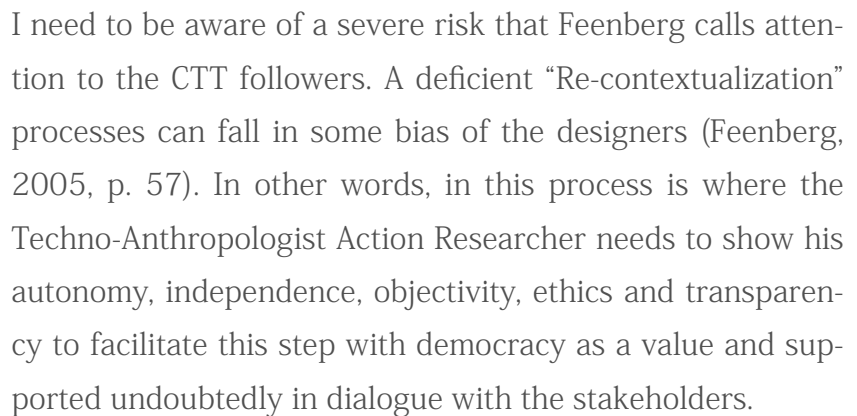 I need to be aware of a severe risk that Feenberg calls atten-
tion to the CTT followers. A deficient “Re-contextualization”
processes can fall in some bias of the designers (Feenberg,
2005, p. 57). In other words, in this process is where the
Techno-Anthropologist Action Researcher needs to show his
autonomy, independence, objectivity, ethics and transparen-
cy to facilitate this step with democracy as a value and sup-
ported undoubtedly in dialogue with the stakeholders.